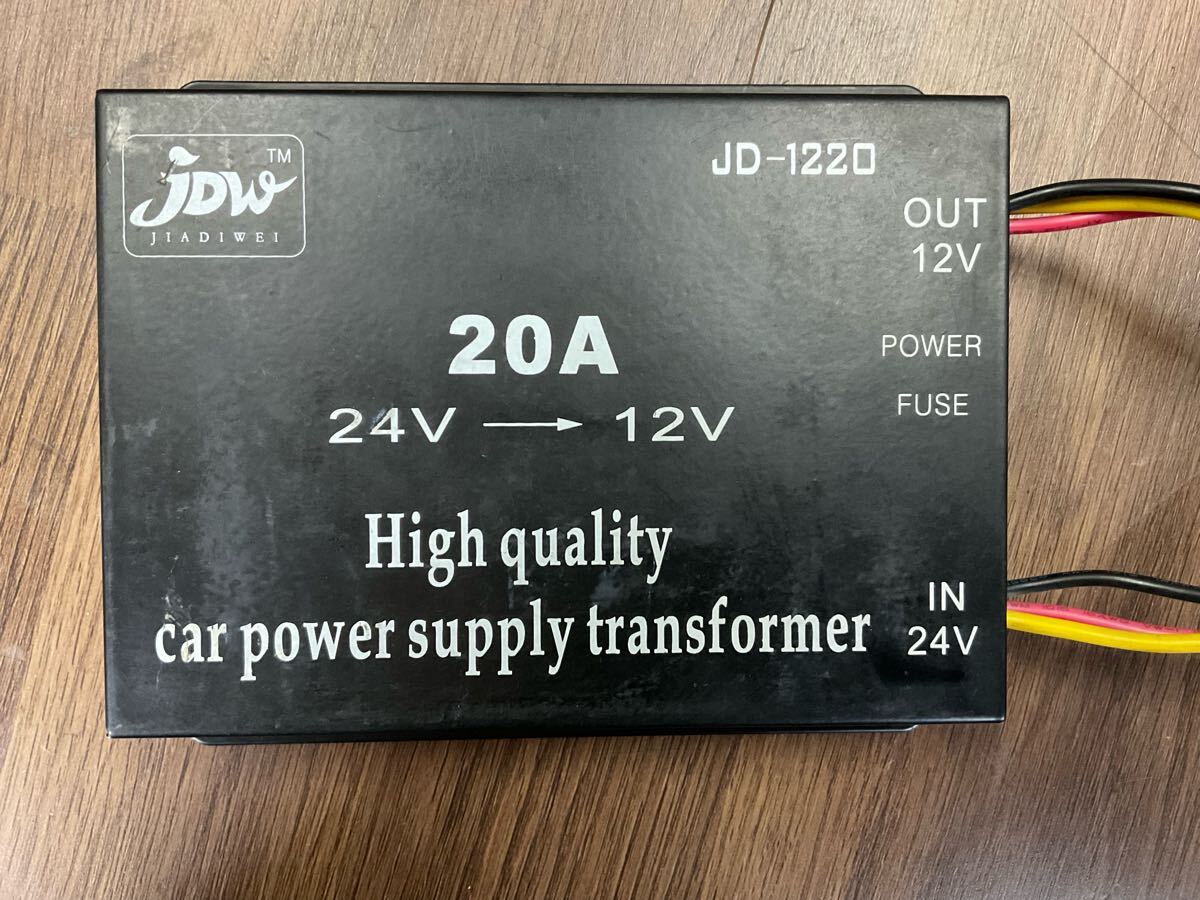 JDW TM
JIADIWEI
JD-1220
OUT
12V
20A
POWER
FUSE
24V → 12V
High quality
car power supply transformer
IN
24V